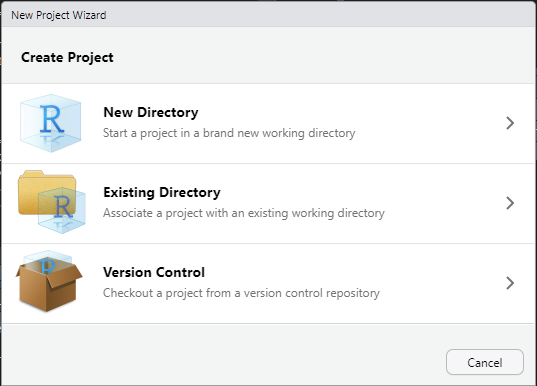 New Project Wizard
Create Project
New Directory
Start a project in a brand new working directory
Existing Directory
Associate a project with an existing working directory
Version Control
Checkout a project from a version control repository
Cancel